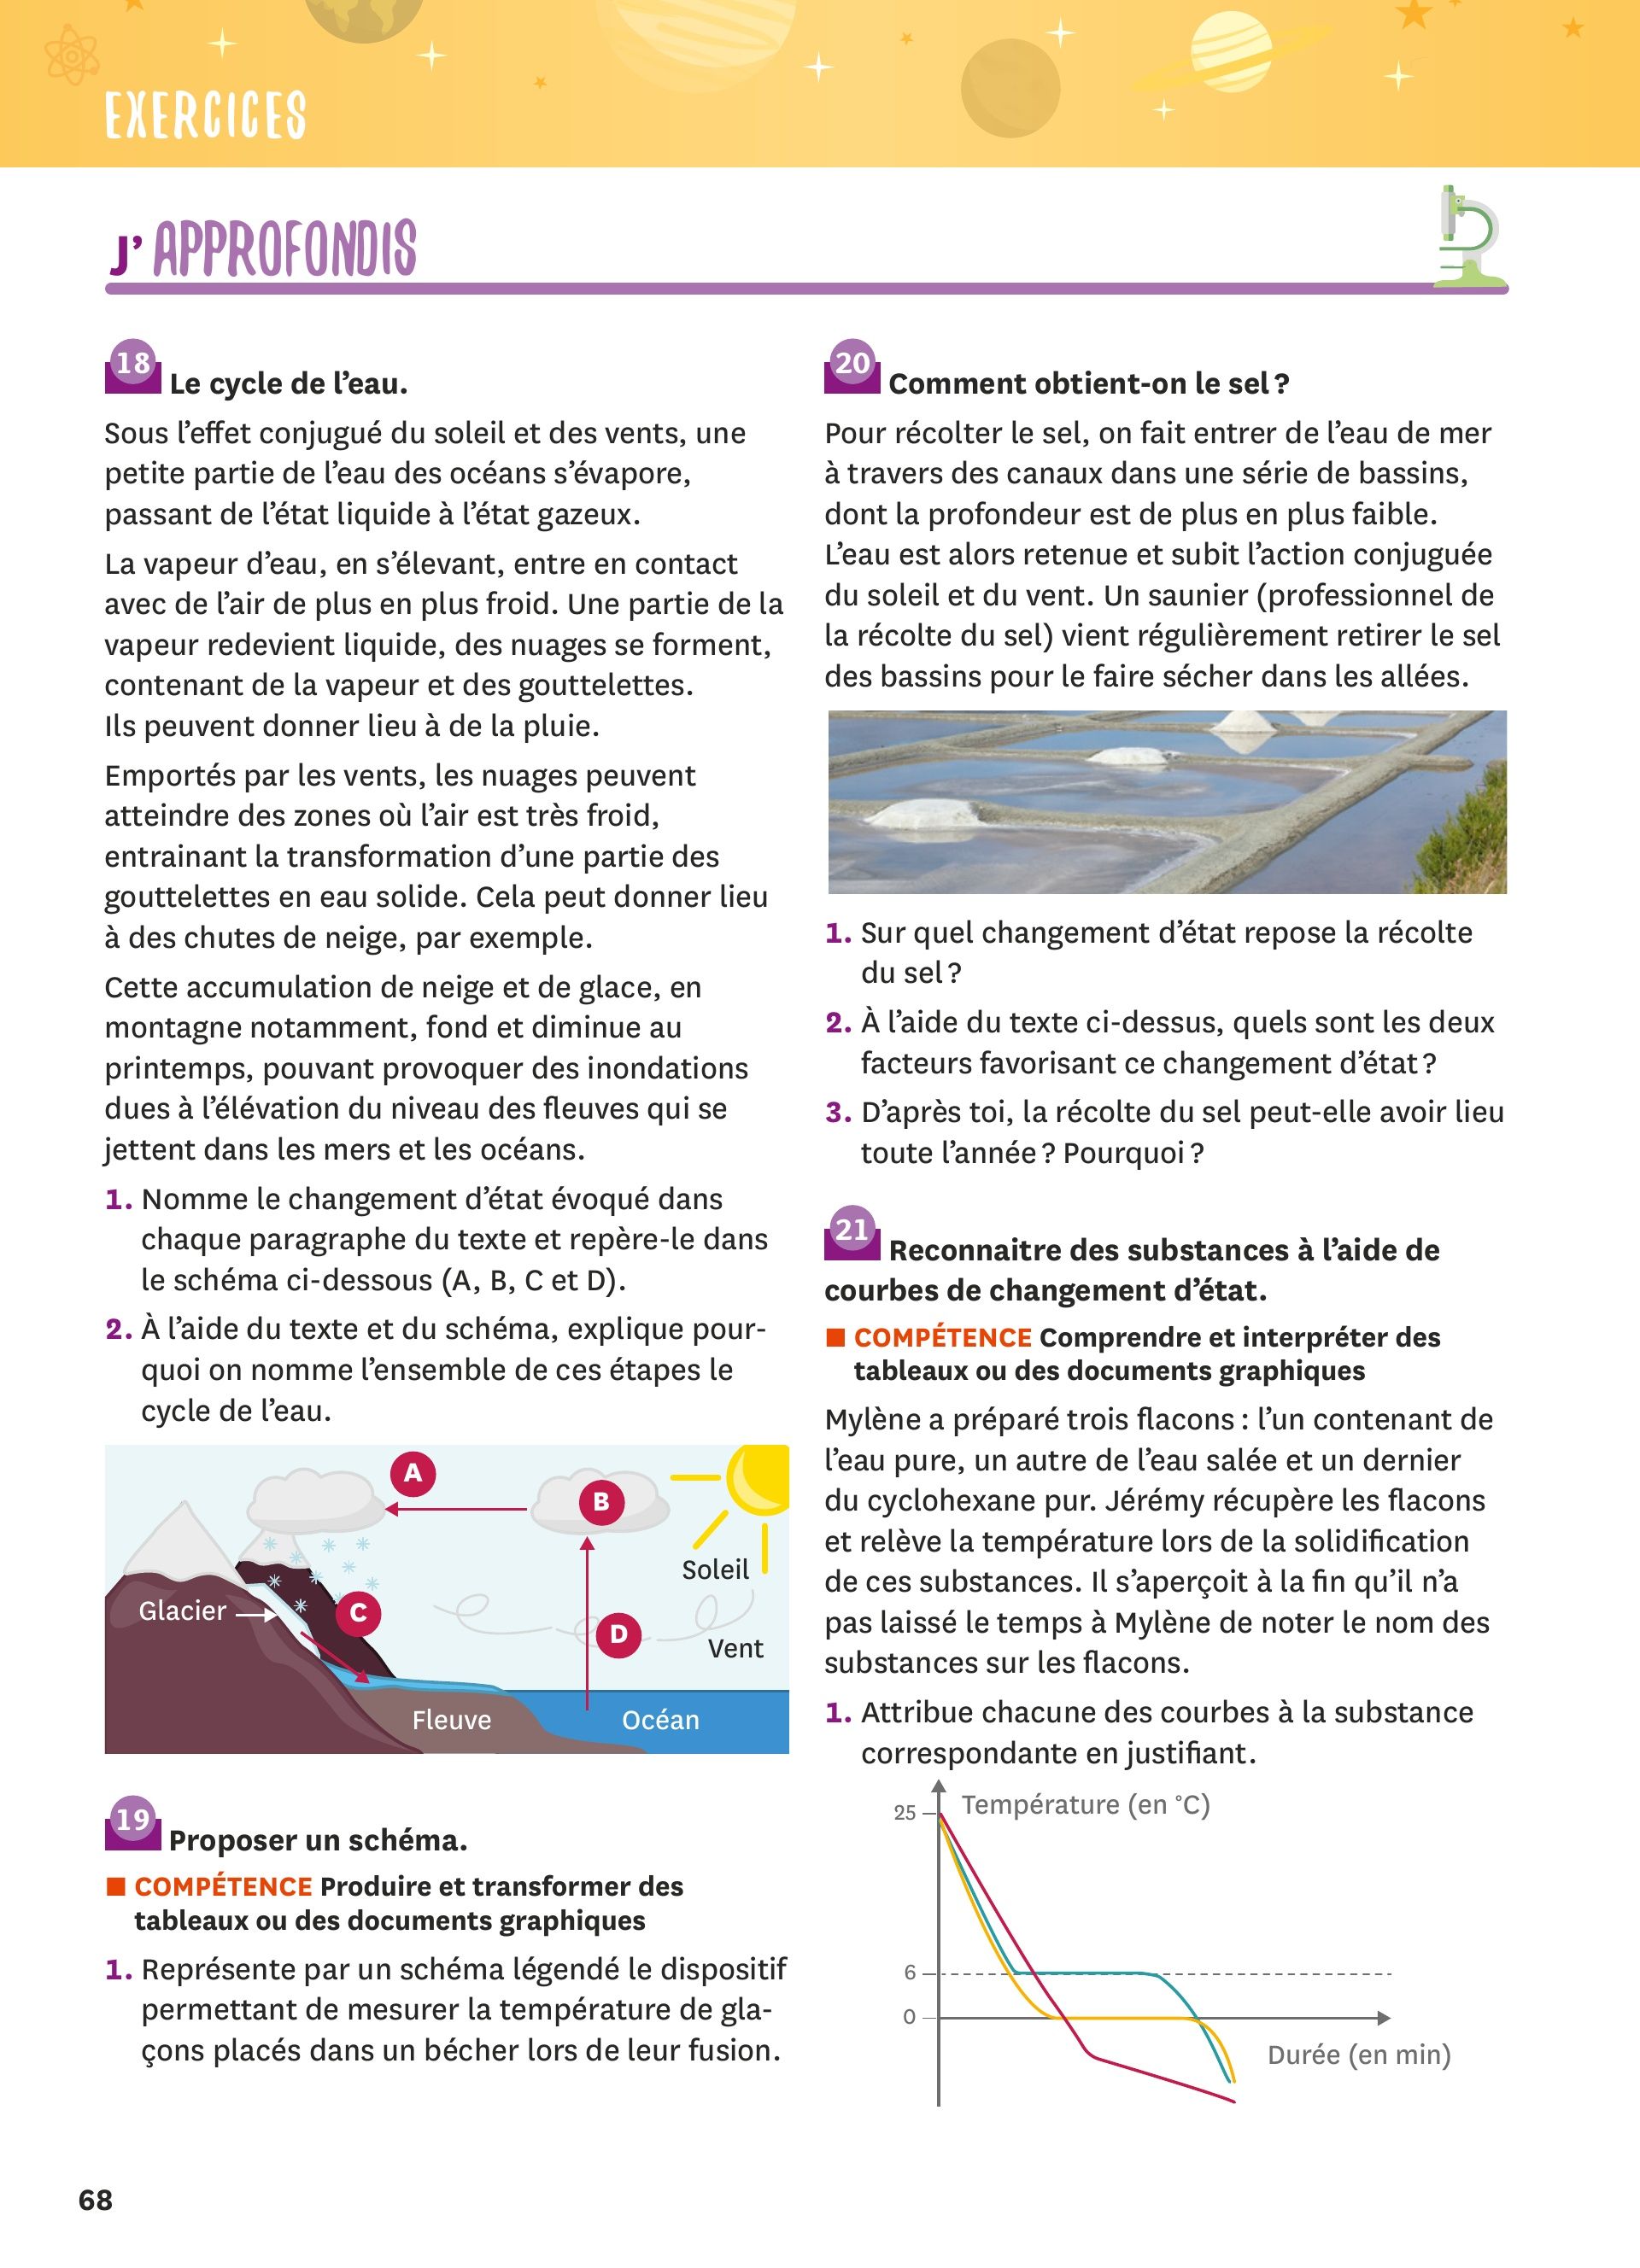 EXERCICES
J’APPROFONDIS
18 Le cycle de l’eau.
Sous l’effet conjugué du soleil et des vents, une
petite partie de l’eau des océans s’évapore,
passant de l’état liquide à l’état gazeux.
La vapeur d’eau, en s’élevant, entre en contact
avec de l’air de plus en plus froid. Une partie de la
vapeur redevient liquide, des nuages se forment,
contenant de la vapeur et des gouttelettes.
Ils peuvent donner lieu à de la pluie.
Emportés par les vents, les nuages peuvent
atteindre des zones où l’air est très froid,
entrainant la transformation d’une partie des
gouttelettes en eau solide. Cela peut donner lieu
à des chutes de neige, par exemple.
Cette accumulation de neige et de glace, en
montagne notamment, fond et diminue au
printemps, pouvant provoquer des inondations
dues à l’élévation du niveau des fleuves qui se
jettent dans les mers et les océans.
1. Nomme le changement d’état évoqué dans
chaque paragraphe du texte et repère-le dans
le schéma ci-dessous (A, B, C et D).
2. À l’aide du texte et du schéma, explique pour-
quoi on nomme l’ensemble de ces étapes le
cycle de l’eau.
A
B
Soleil
Glacier
C
D
Vent
Fleuve
Océan
19 Proposer un schéma.
COMPÉTENCE Produire et transformer des
tableaux ou des documents graphiques
1. Représente par un schéma légendé le dispositif
permettant de mesurer la température de gla-
çons placés dans un bécher lors de leur fusion.
20 Comment obtient-on le sel ?
Pour récolter le sel, on fait entrer de l’eau de mer
à travers des canaux dans une série de bassins,
dont la profondeur est de plus en plus faible.
L’eau est alors retenue et subit l’action conjuguée
du soleil et du vent. Un saunier (professionnel de
la récolte du sel) vient régulièrement retirer le sel
des bassins pour le faire sécher dans les allées.
1. Sur quel changement d’état repose la récolte
du sel ?
2. À l’aide du texte ci-dessus, quels sont les deux
facteurs favorisant ce changement d’état ?
3. D’après toi, la récolte du sel peut-elle avoir lieu
toute l’année ? Pourquoi ?
21 Reconnaitre des substances à l’aide de
courbes de changement d’état.
COMPÉTENCE Comprendre et interpréter des
tableaux ou des documents graphiques
Mylène a préparé trois flacons : l’un contenant de
l’eau pure, un autre de l’eau salée et un dernier
du cyclohexane pur. Jérémy récupère les flacons
et relève la température lors de la solidification
de ces substances. Il s’aperçoit à la fin qu’il n’a
pas laissé le temps à Mylène de noter le nom des
substances sur les flacons.
1. Attribue chacune des courbes à la substance
correspondante en justifiant.
25
Température (en °C)
6
0
Durée (en min)
68